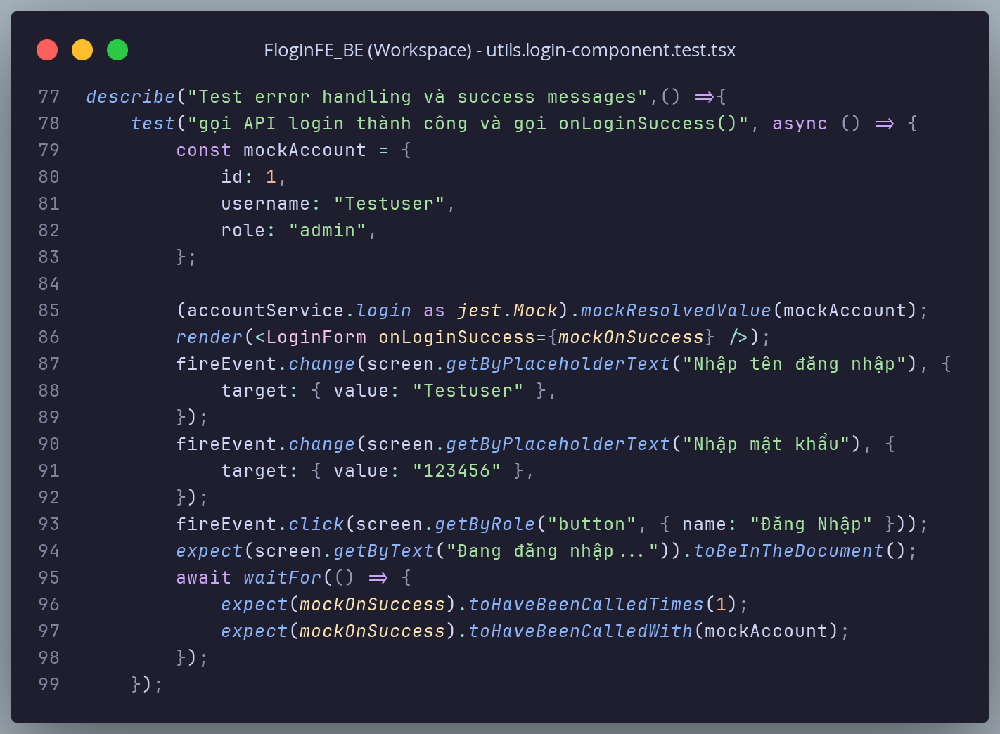 FloginFE_BE (Workspace) - utils.login-component.test.tsx
77 describe("Test error handling và success messages",() =>{
78     test("gọi API login thành công và gọi onLoginSuccess()", async () => {
79         const mockAccount = {
80             id: 1,
81             username: "Testuser",
82             role: "admin",
83         };
84
85         (accountService.login as jest.Mock).mockResolvedValue(mockAccount);
86         render(<LoginForm onLoginSuccess={mockOnSuccess} />);
87         fireEvent.change(screen.getByPlaceholderText("Nhập tên đăng nhập"), {
88             target: { value: "Testuser" },
89         });
90         fireEvent.change(screen.getByPlaceholderText("Nhập mật khẩu"), {
91             target: { value: "123456" },
92         });
93         fireEvent.click(screen.getByRole("button", { name: "Đăng Nhập" }));
94         expect(screen.getByText("Đang đăng nhập...")).toBeInTheDocument();
95         await waitFor(() => {
96             expect(mockOnSuccess).toHaveBeenCalledTimes(1);
97             expect(mockOnSuccess).toHaveBeenCalledWith(mockAccount);
98         });
99     });